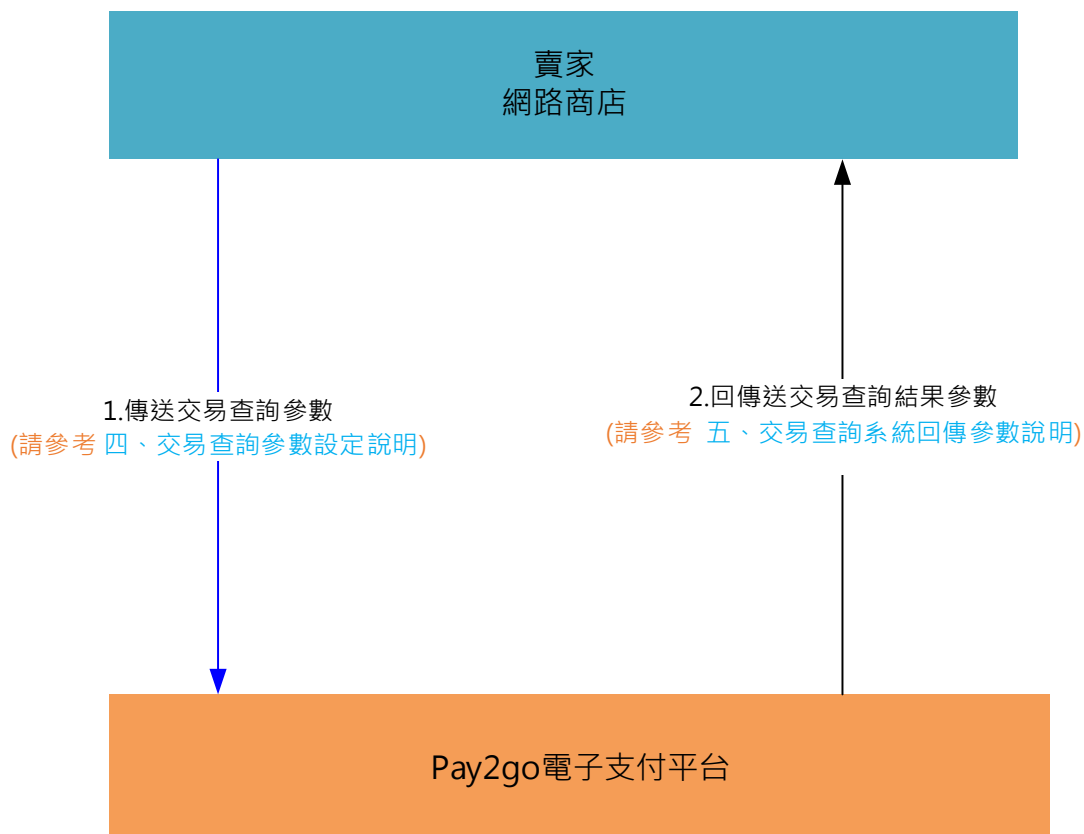 賣家
網路商店
1.傳送交易查詢參數
(請參考 四、交易查詢參數設定說明)
2.回傳送交易查詢結果參數
(請參考 五、交易查詢系統回傳參數說明)
Pay2go電子支付平台